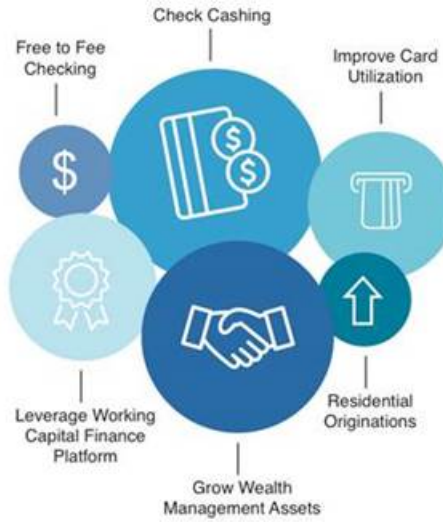 Check Cashing
Free to Fee
Checking
Improve Card
Utilization
$
$
$
Leverage Working
Capital Finance
Platform
Residential
Originations
Grow Wealth
Management Assets